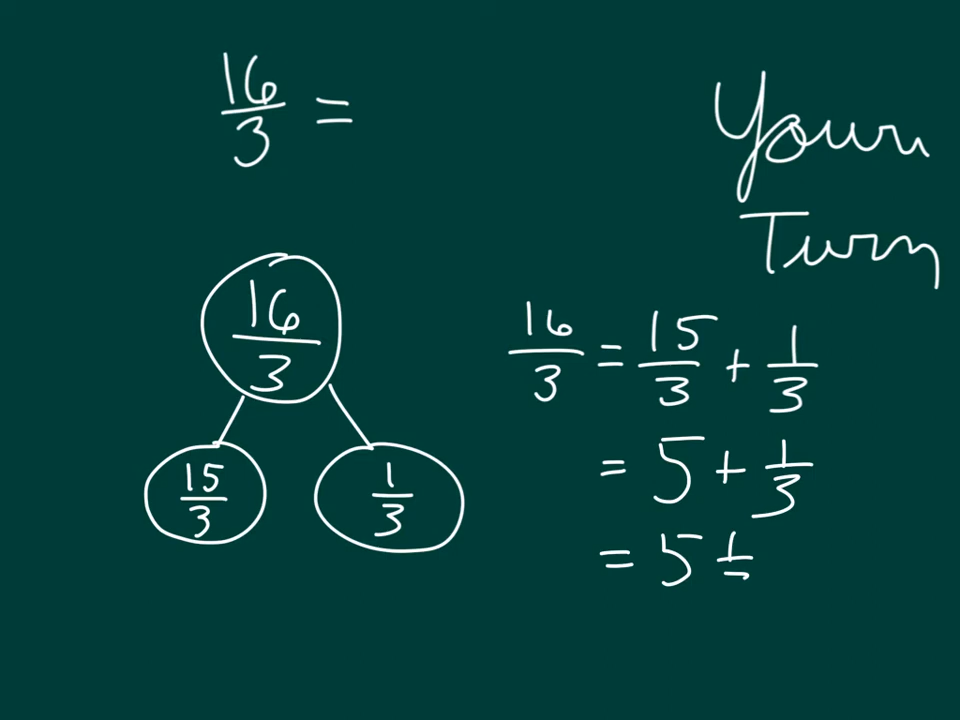 16/3 =
Your
Turn
16/3
15/3
1/3
16/3 = 15/3 + 1/3
= 5 + 1/3
= 5 1/